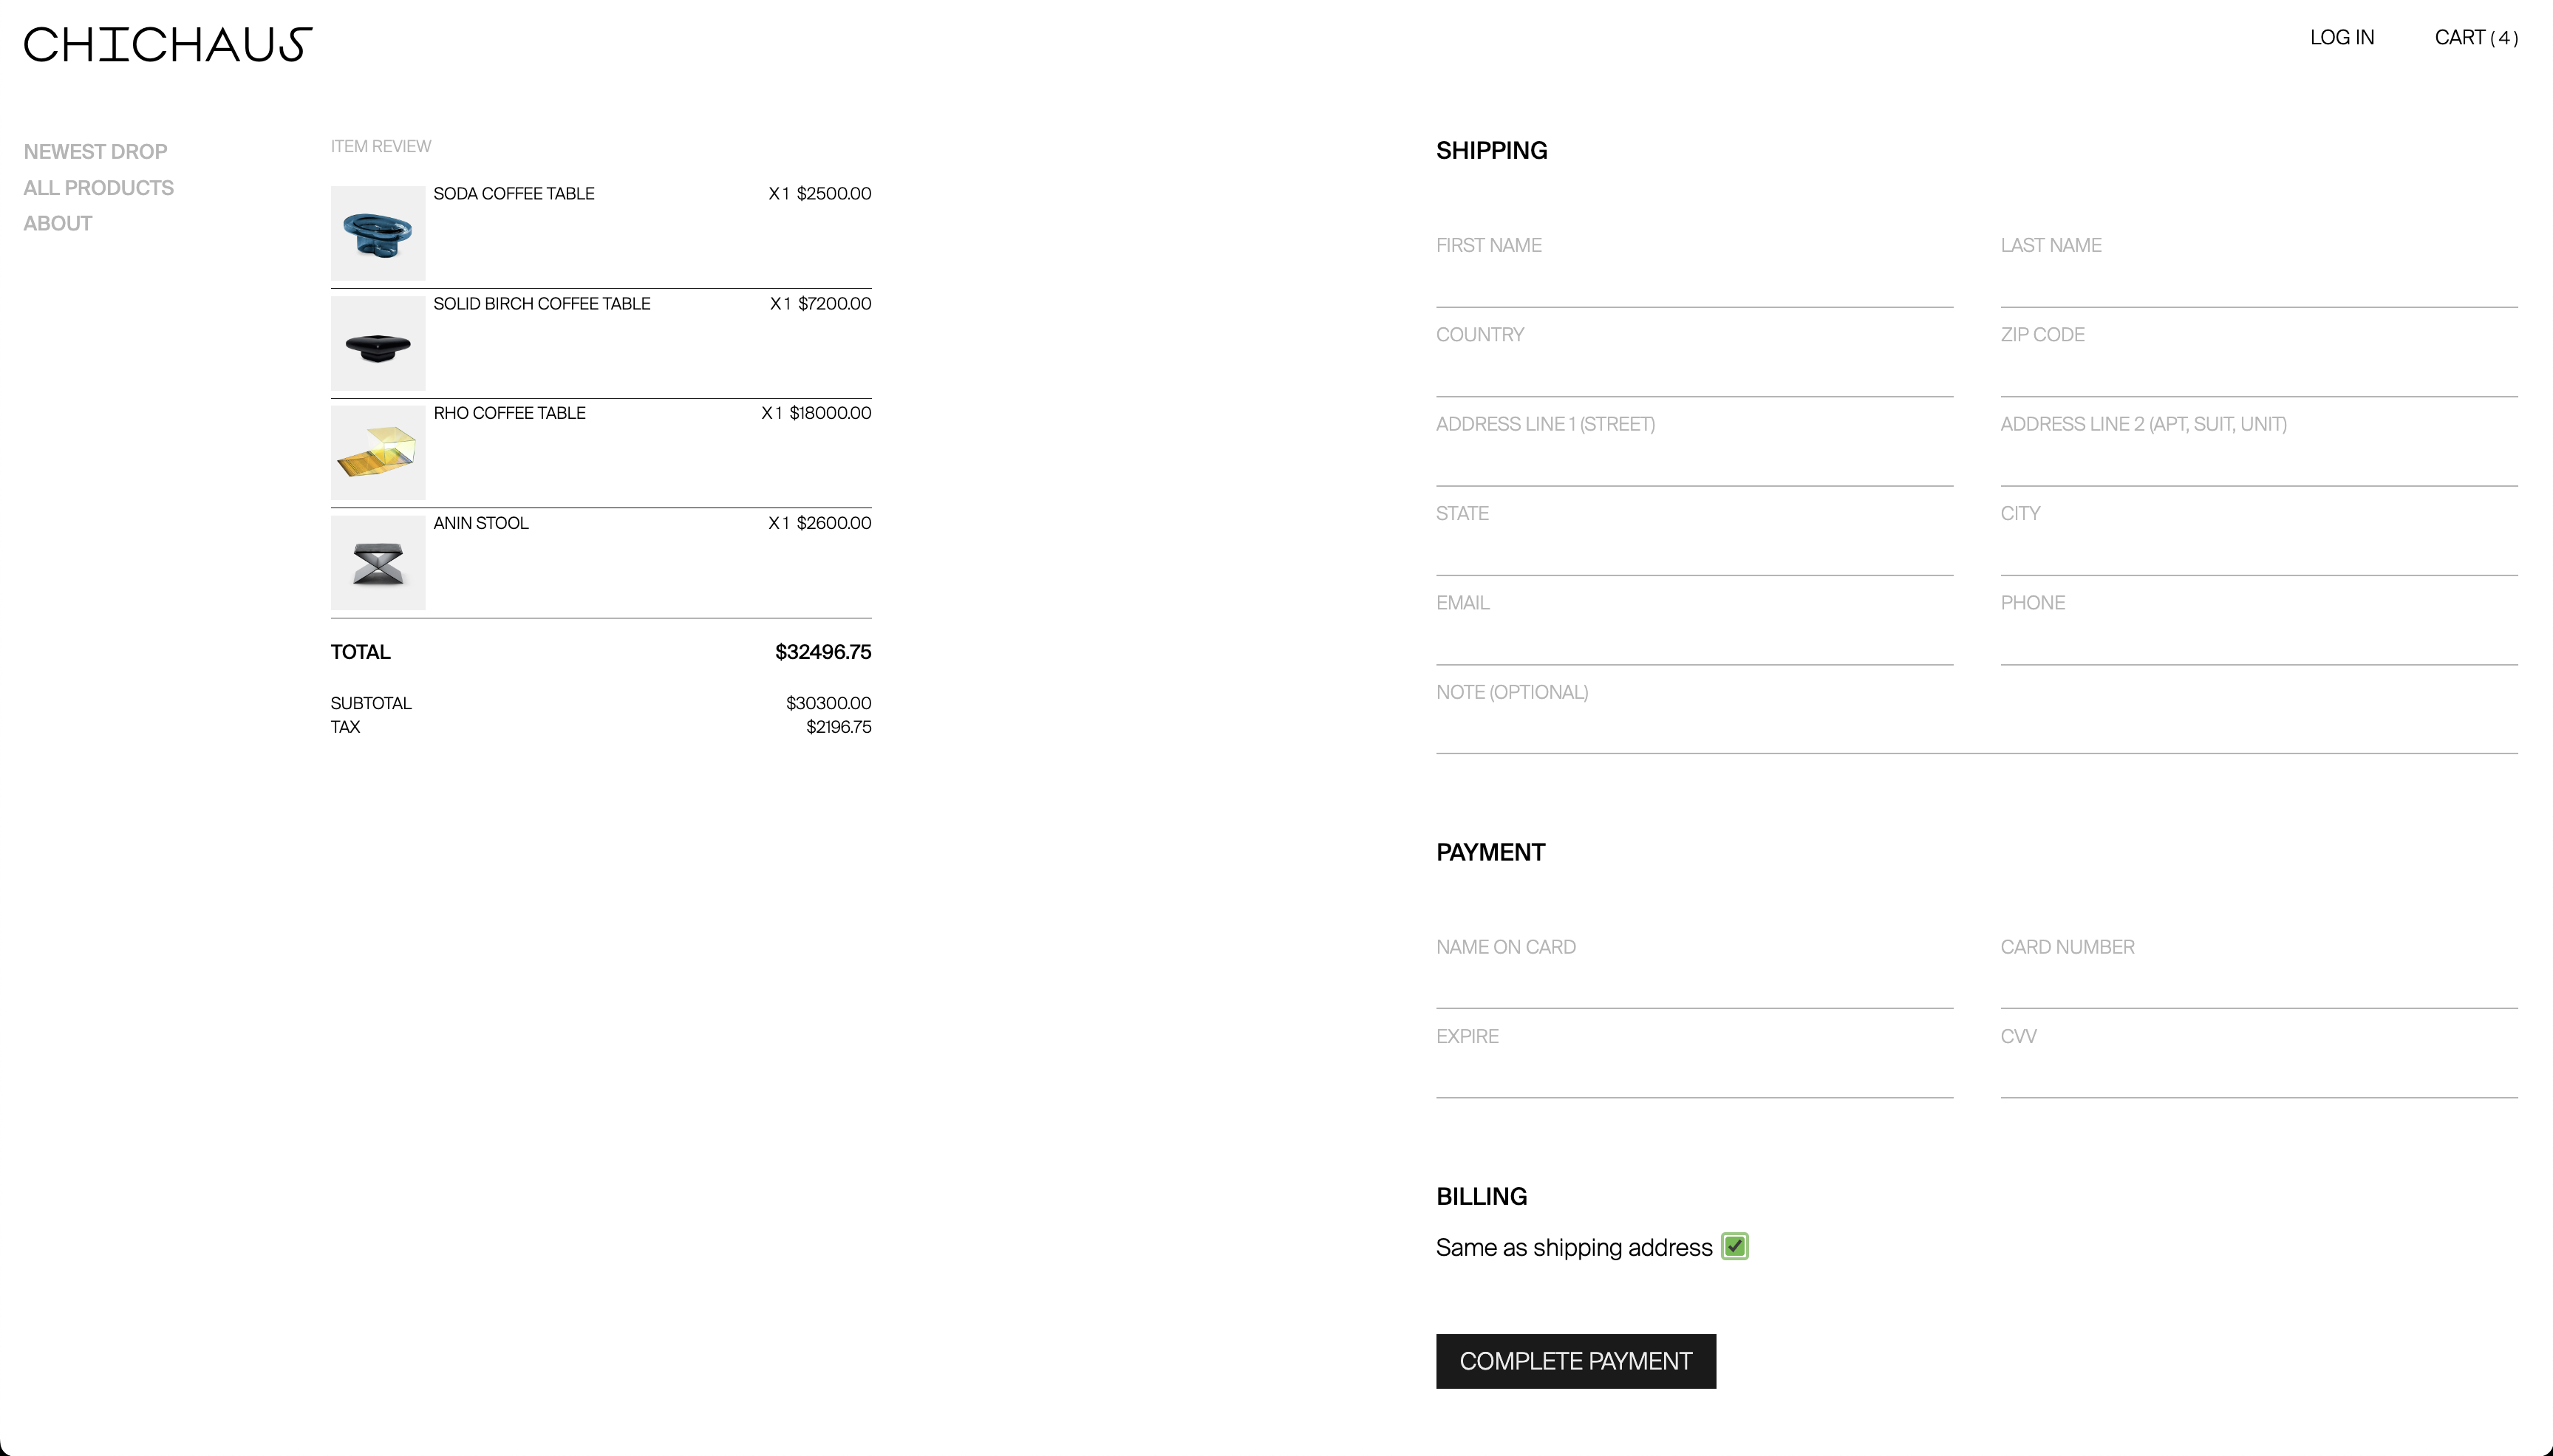 CHICHAUS
LOG IN
CART ( 4 )
NEWEST DROP
ALL PRODUCTS
ABOUT
ITEM REVIEW
SODA COFFEE TABLE X 1 $2500.00
SOLID BIRCH COFFEE TABLE X 1 $7200.00
RHO COFFEE TABLE X 1 $18000.00
ANIN STOOL X 1 $2600.00
TOTAL $32496.75
SUBTOTAL $30300.00
TAX $2196.75
SHIPPING
FIRST NAME LAST NAME
COUNTRY ZIP CODE
ADDRESS LINE 1 (STREET) ADDRESS LINE 2 (APT, SUIT, UNIT)
STATE CITY
EMAIL PHONE
NOTE (OPTIONAL)
PAYMENT
NAME ON CARD CARD NUMBER
EXPIRE CVV
BILLING
Same as shipping address
COMPLETE PAYMENT